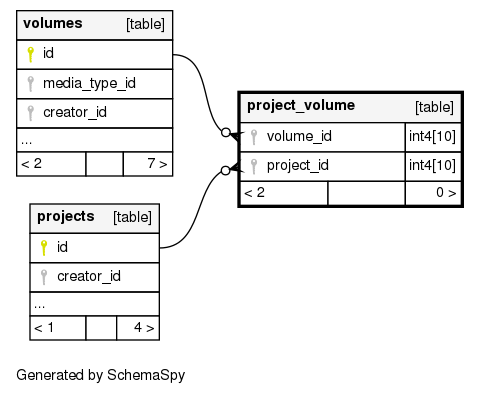 volumes [table]
id
media_type_id
creator_id
...
< 2 7 >
project_volume [table]
volume_id int4[10]
project_id int4[10]
< 2 0 >
projects [table]
id
creator_id
...
< 1 4 >
Generated by SchemaSpy